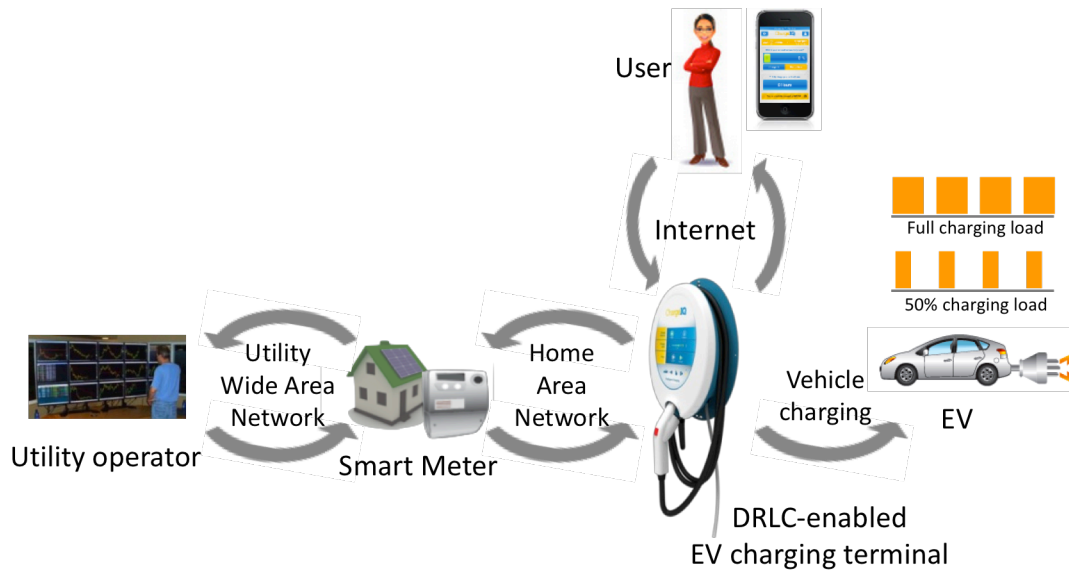 User
Internet
Full charging load
50% charging load
Utility
Wide Area
Network
Home
Area
Network
Vehicle
charging
EV
Utility operator
Smart Meter
DRLC-enabled
EV charging terminal